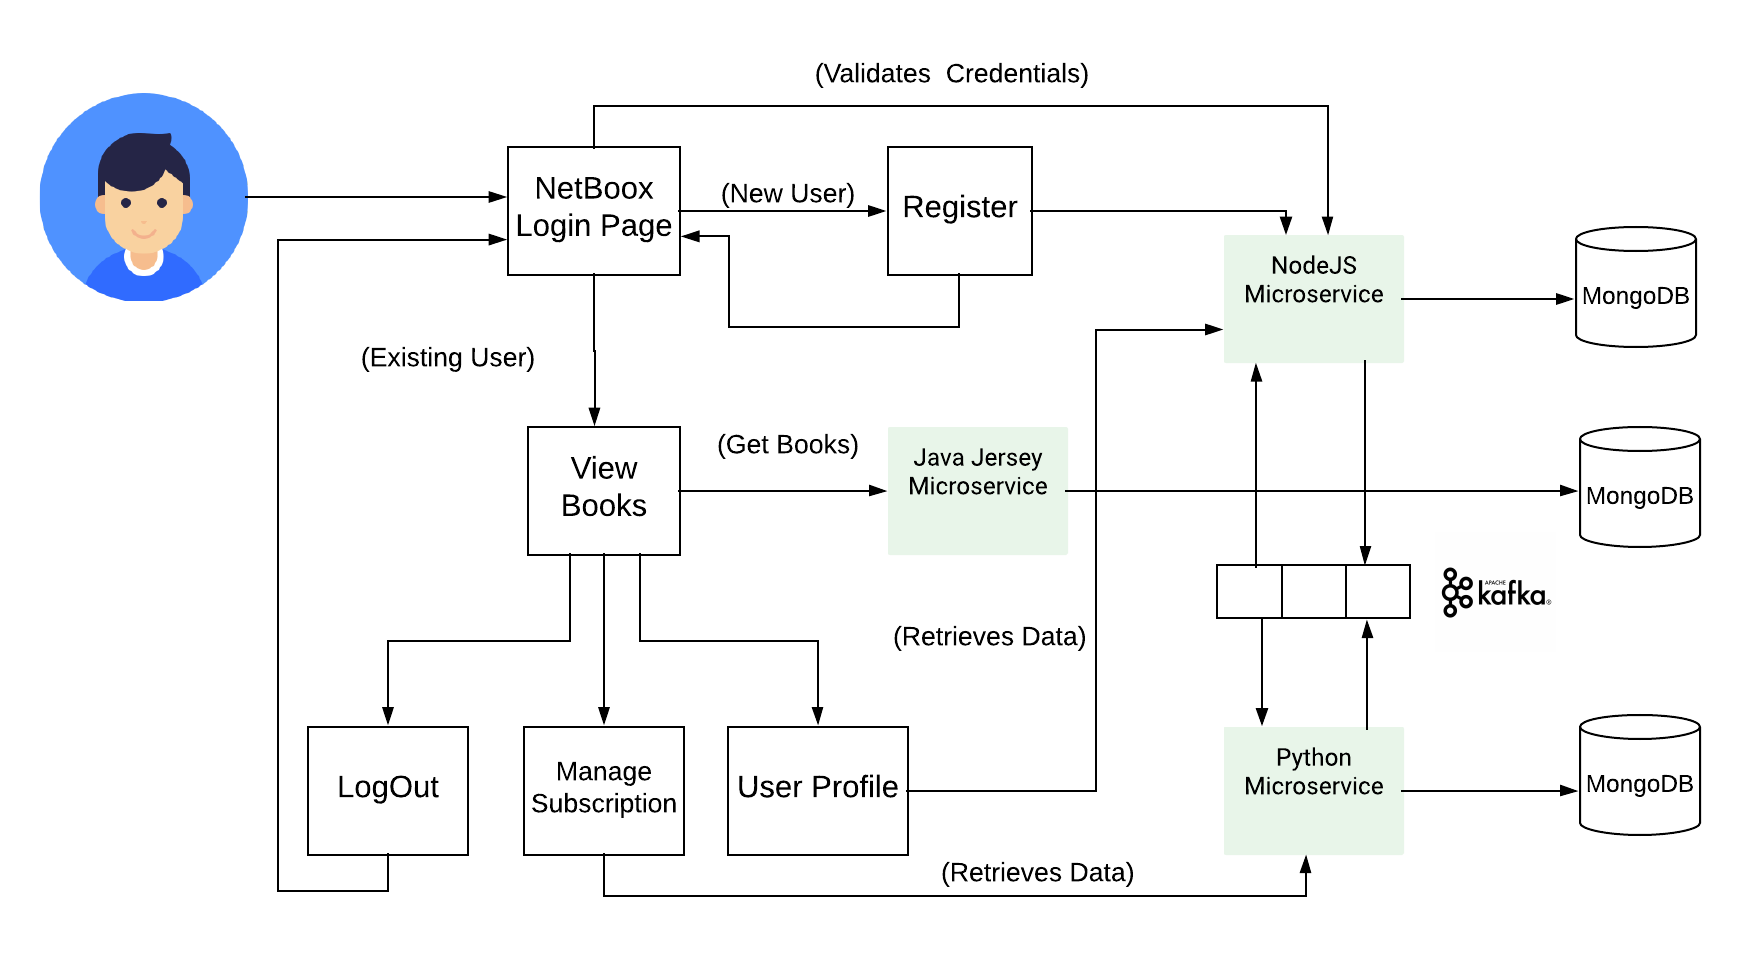 (Validates Credentials)
NetBoox
Login Page
(New User)
Register
NodeJS
Microservice
MongoDB
(Existing User)
View
Books
(Get Books)
Java Jersey
Microservice
MongoDB
APACHE
kafka®
(Retrieves Data)
LogOut
Manage
Subscription
User Profile
Python
Microservice
MongoDB
(Retrieves Data)